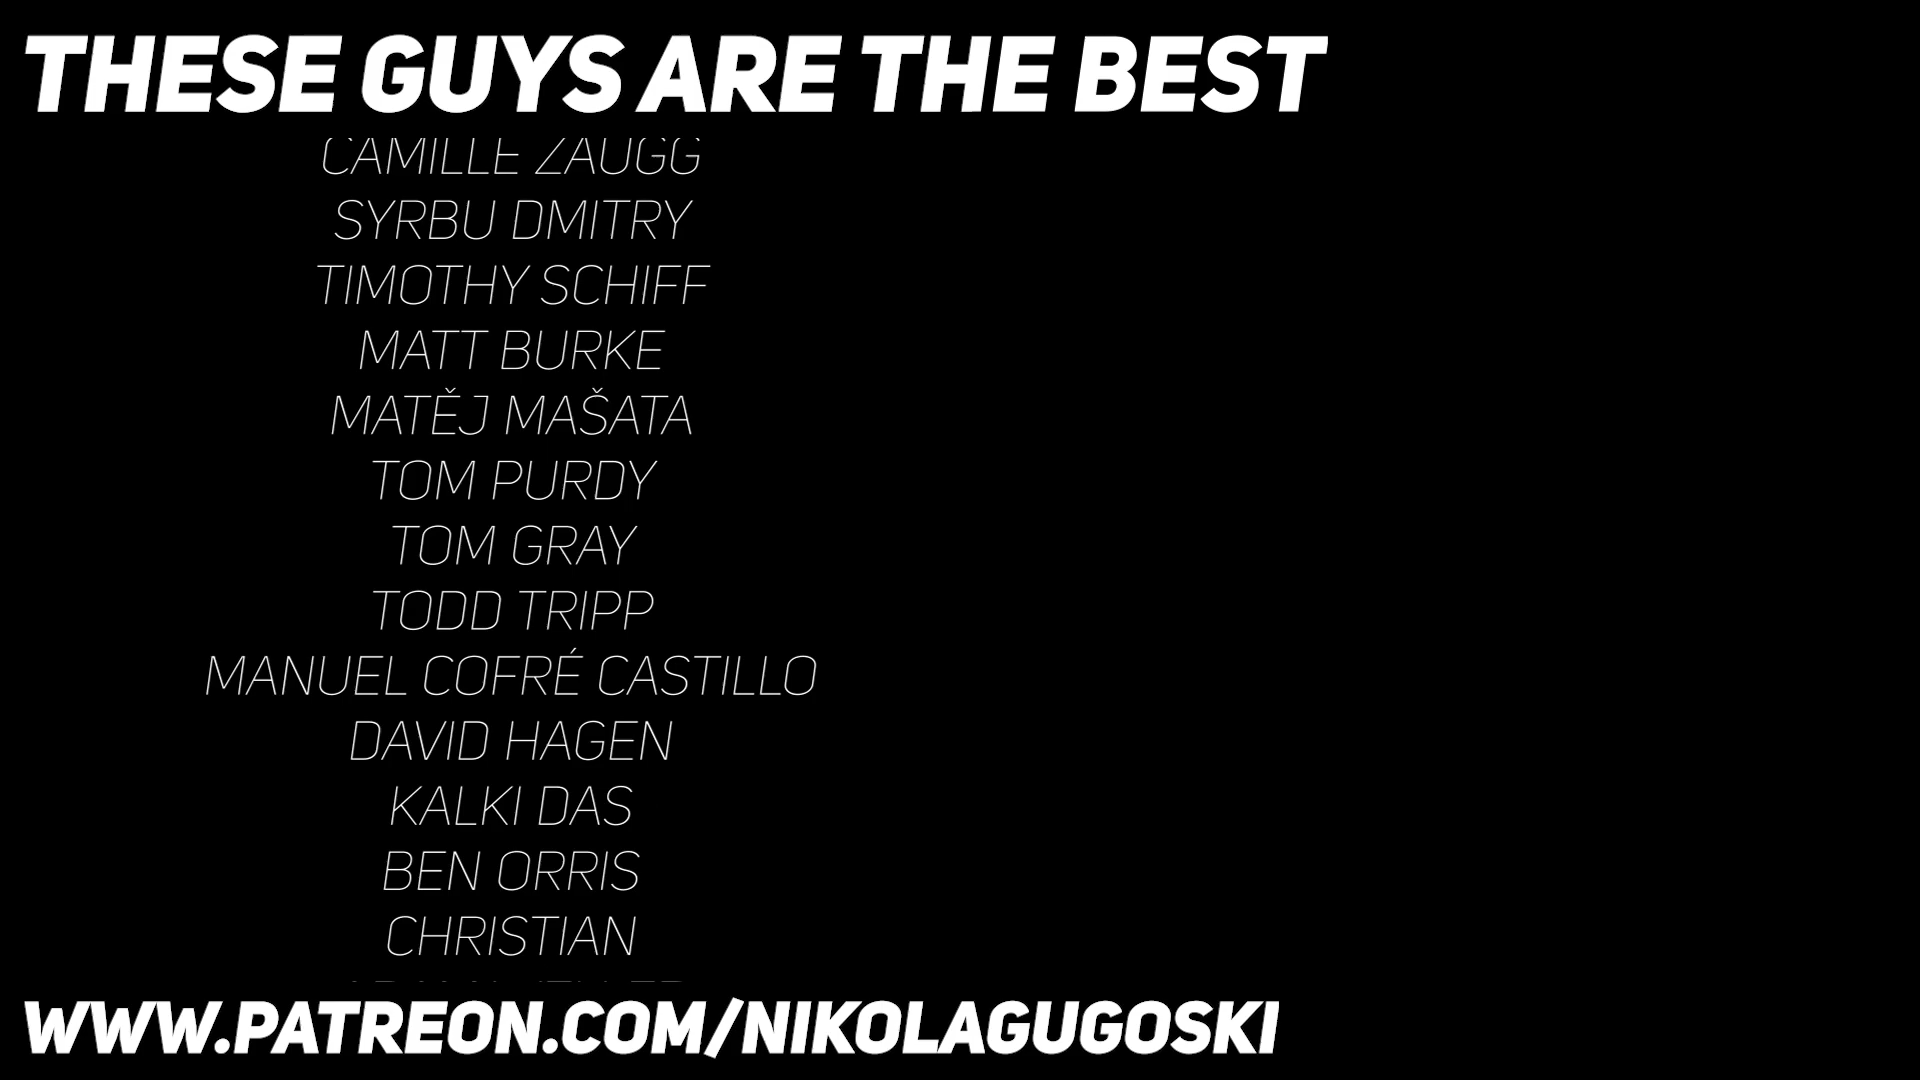 THESE GUYS ARE THE BEST
CAMILLE ZAUGG
SYRBU DMITRY
TIMOTHY SCHIFF
MATT BURKE
MATĚJ MAŠATA
TOM PURDY
TOM GRAY
TODD TRIPP
MANUEL COFRÉ CASTILLO
DAVID HAGEN
KALKI DAS
BEN ORRIS
CHRISTIAN
WWW.PATREON.COM/NIKOLAGUGOSKI